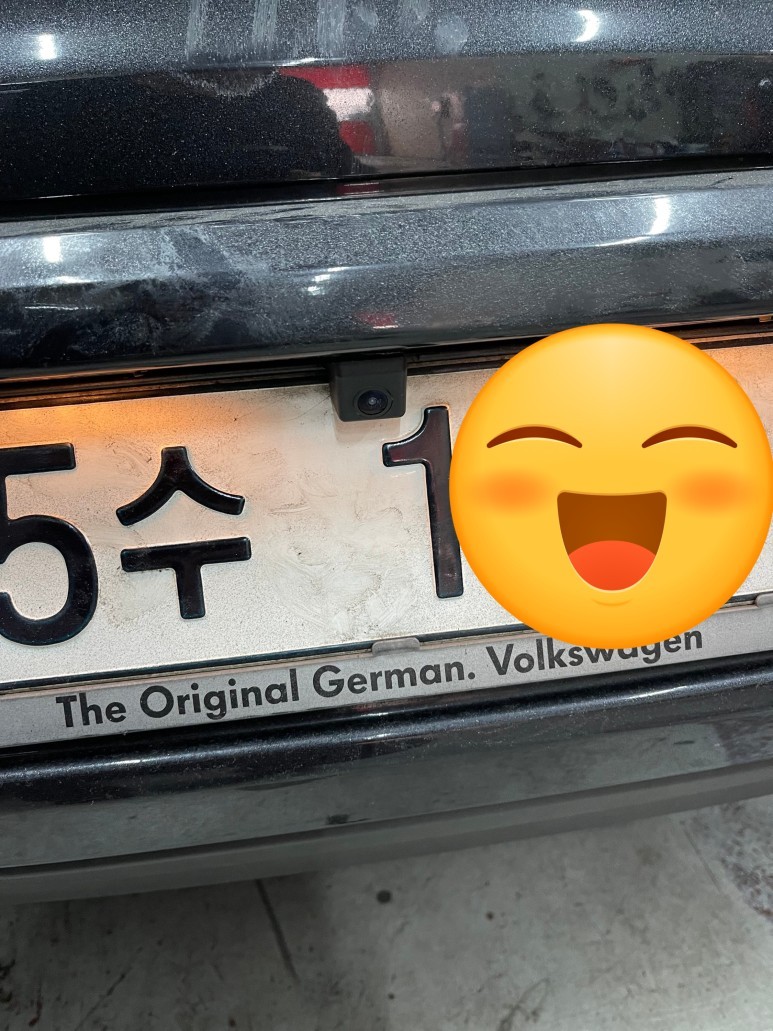 5수 1
The Original German. Volkswagen